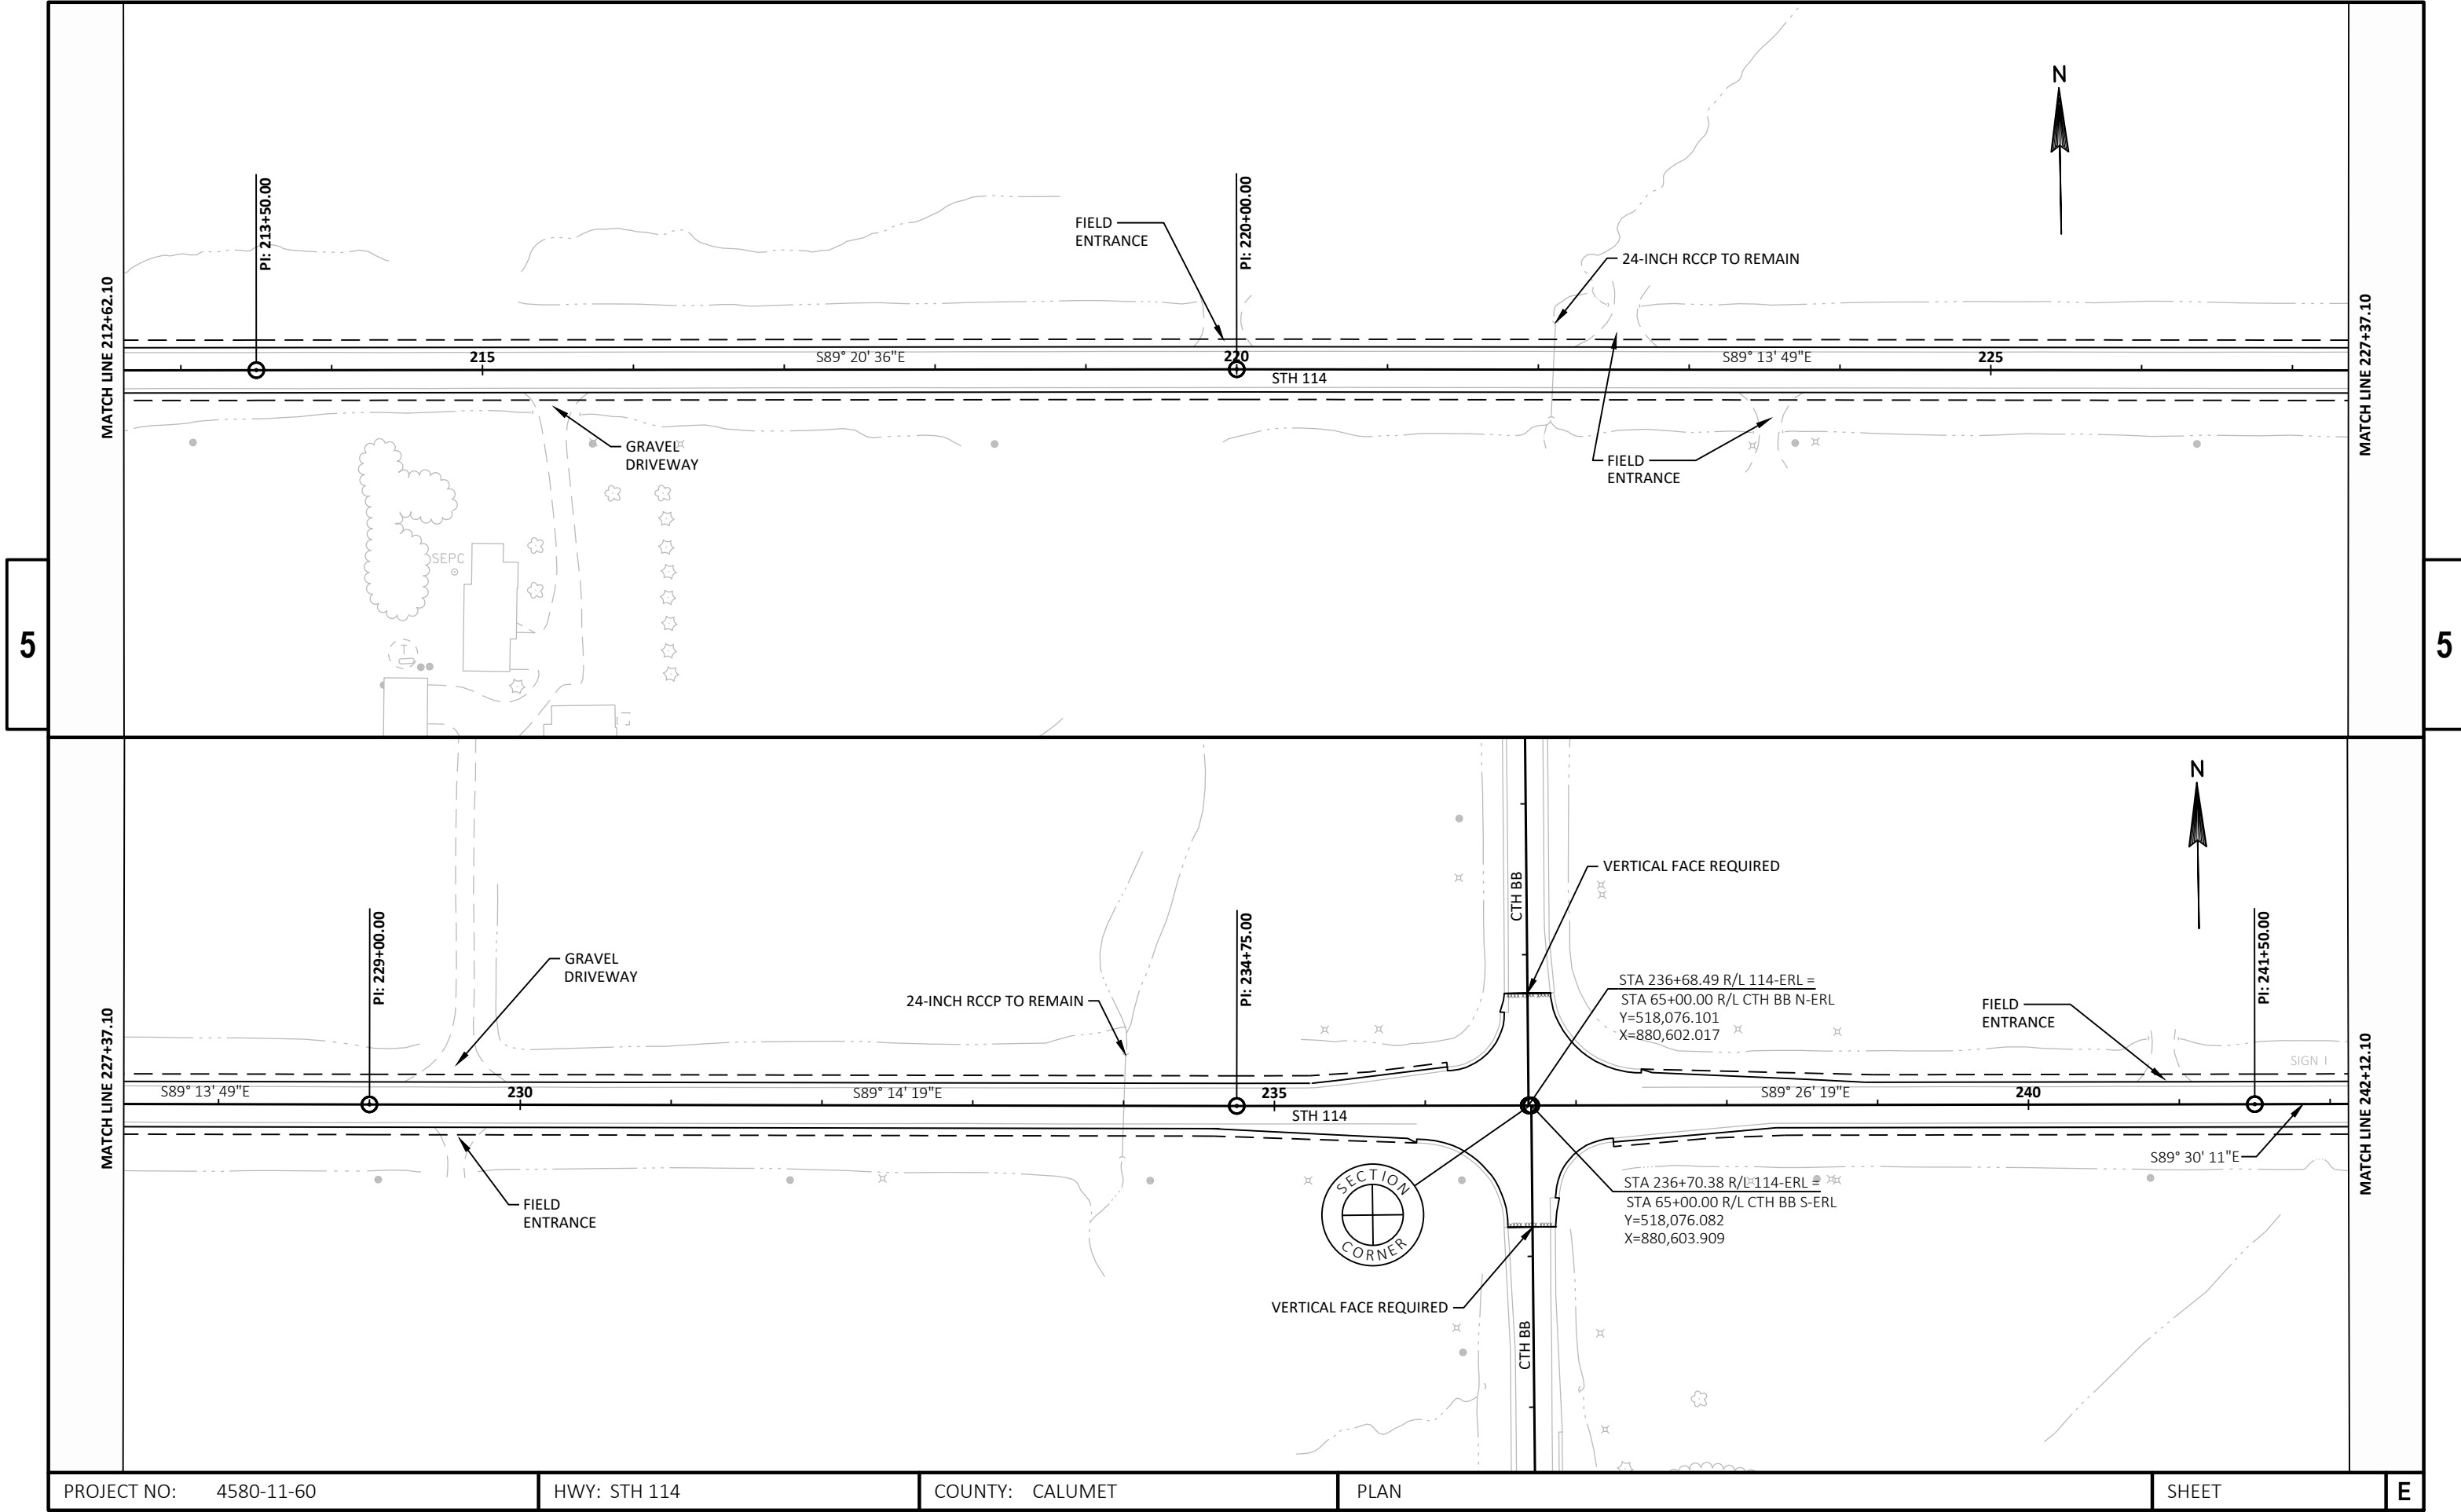 N
PI: 213+50.00
PI: 220+00.00
FIELD
ENTRANCE
24-INCH RCCP TO REMAIN
MATCH LINE 212+62.10
MATCH LINE 227+37.10
215
S89° 20' 36"E
220
S89° 13' 49"E
225
STH 114
GRAVEL
DRIVEWAY
FIELD
ENTRANCE
SEPC
T
5
5
N
VERTICAL FACE REQUIRED
CTH BB
PI: 229+00.00
GRAVEL
DRIVEWAY
24-INCH RCCP TO REMAIN
PI: 234+75.00
STA 236+68.49 R/L 114-ERL =
STA 65+00.00 R/L CTH BB N-ERL
Y=518,076.101
X=880,602.017
FIELD
ENTRANCE
PI: 241+50.00
SIGN
MATCH LINE 227+37.10
MATCH LINE 242+12.10
S89° 13' 49"E
230
S89° 14' 19"E
235
S89° 26' 19"E
240
STH 114
S89° 30' 11"E
SECTION
CORNER
STA 236+70.38 R/L 114-ERL =
STA 65+00.00 R/L CTH BB S-ERL
Y=518,076.082
X=880,603.909
FIELD
ENTRANCE
VERTICAL FACE REQUIRED
CTH BB
PROJECT NO: 4580-11-60
HWY: STH 114
COUNTY: CALUMET
PLAN
SHEET
E